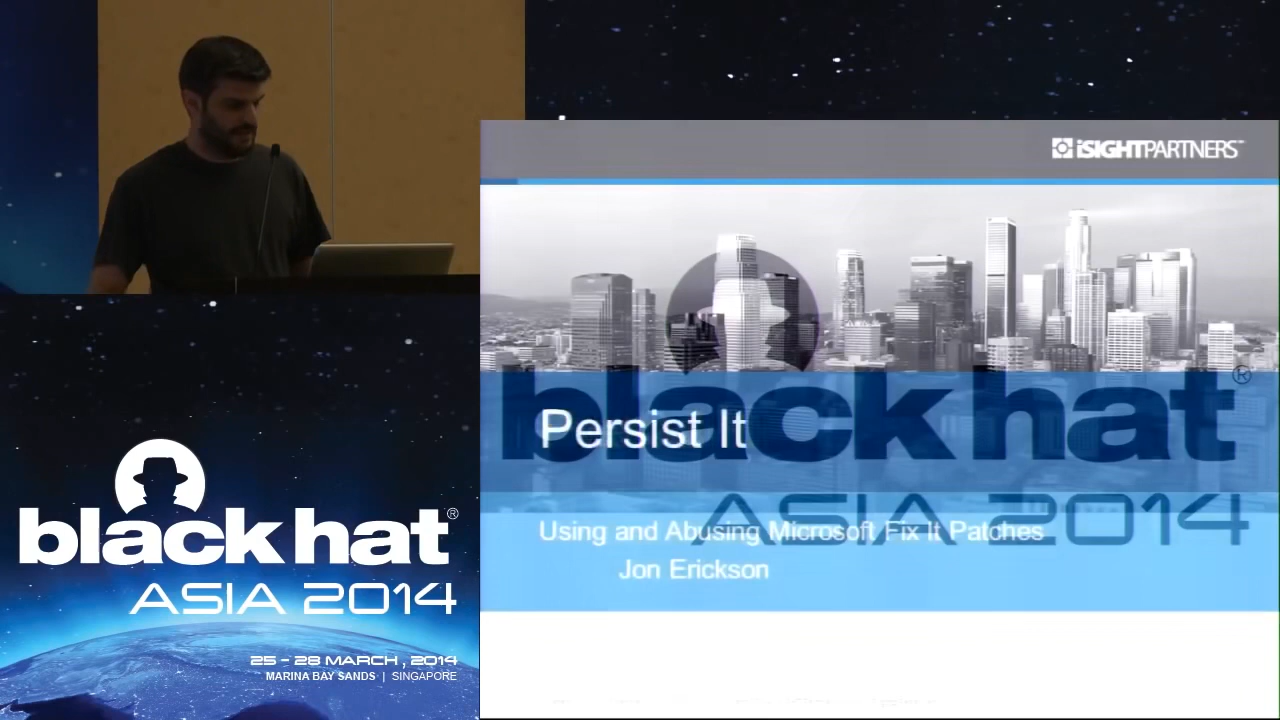 iSIGHTPARTNERS
black hat®
Persist It
ASIA 2014
Using and Abusing Microsoft Fix It Patches
Jon Erickson
black hat®
ASIA 2014
25 - 28 MARCH, 2014
MARINA BAY SANDS | SINGAPORE